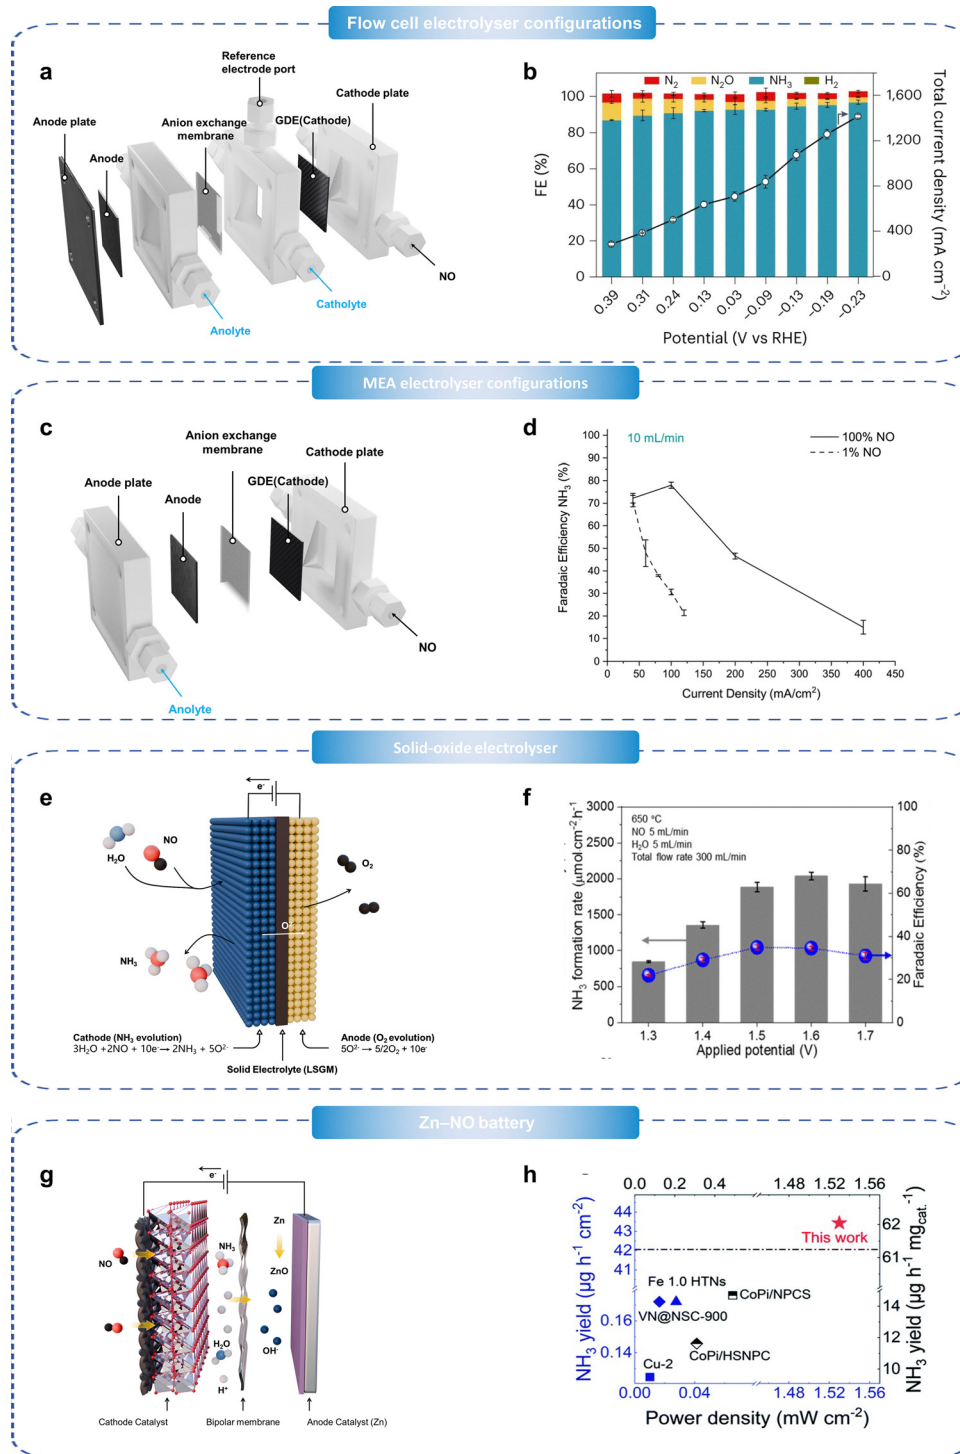 Flow cell electrolyser configurations
a
Reference
electrode port
Cathode plate
Anion exchange
membrane
GDE(Cathode)
Anode plate
Anode
NO
Catholyte
Anolyte
b
N₂
N₂O
NH₃
H₂
FE (%)
100
80
60
40
20
0
1,600
1,200
800
400
0
Total current density (mA cm⁻²)
0.39
0.31
0.24
0.13
0.03
−0.09
−0.13
−0.19
−0.23
Potential (V vs RHE)
MEA electrolyser configurations
c
Anion exchange
membrane
Cathode plate
Anode plate
GDE(Cathode)
Anode
NO
Anolyte
d
10 mL/min
100% NO
1% NO
Faradaic Efficiency NH₃ (%)
100
90
80
70
60
50
40
30
20
10
0
0 50 100 150 200 250 300 350 400 450
Current Density (mA/cm²)
Solid-oxide electrolyser
e
e⁻
NO
H₂O
O₂
NH₃
Cathode (NH₃ evolution)
3H₂O +2NO + 10e⁻→ 2NH₃ + 5O²⁻
Anode (O₂ evolution)
5O²⁻→ 5/2O₂ + 10e⁻
Solid Electrolyte (LSGM)
f
650 °C
NO 5 mL/min
H₂O 5 mL/min
Total flow rate 300 mL/min
NH₃ formation rate (μmol cm⁻² h⁻¹)
3000
2500
2000
1500
1000
500
0
100
80
60
40
20
0
Faradaic Efficiency (%)
1.3 1.4 1.5 1.6 1.7
Applied potential (V)
Zn–NO battery
g
e⁻
NO
NH₃
Zn
ZnO
H₂O
OH⁻
H⁺
Cathode Catalyst
Bipolar membrane
Anode Catalyst (Zn)
h
0.0 0.2 0.4 1.48 1.52 1.56
NH₃ yield (μg h⁻¹ cm⁻²)
44
43
42
41
0.16
0.14
This work
Fe 1.0 HTNs
CoPi/NPCS
VN@NSC-900
CoPi/HSNPC
Cu-2
62
61
14
12
10
NH₃ yield (μg h⁻¹ mg cat.⁻¹)
0.00 0.04 1.48 1.52 1.56
Power density (mW cm⁻²)